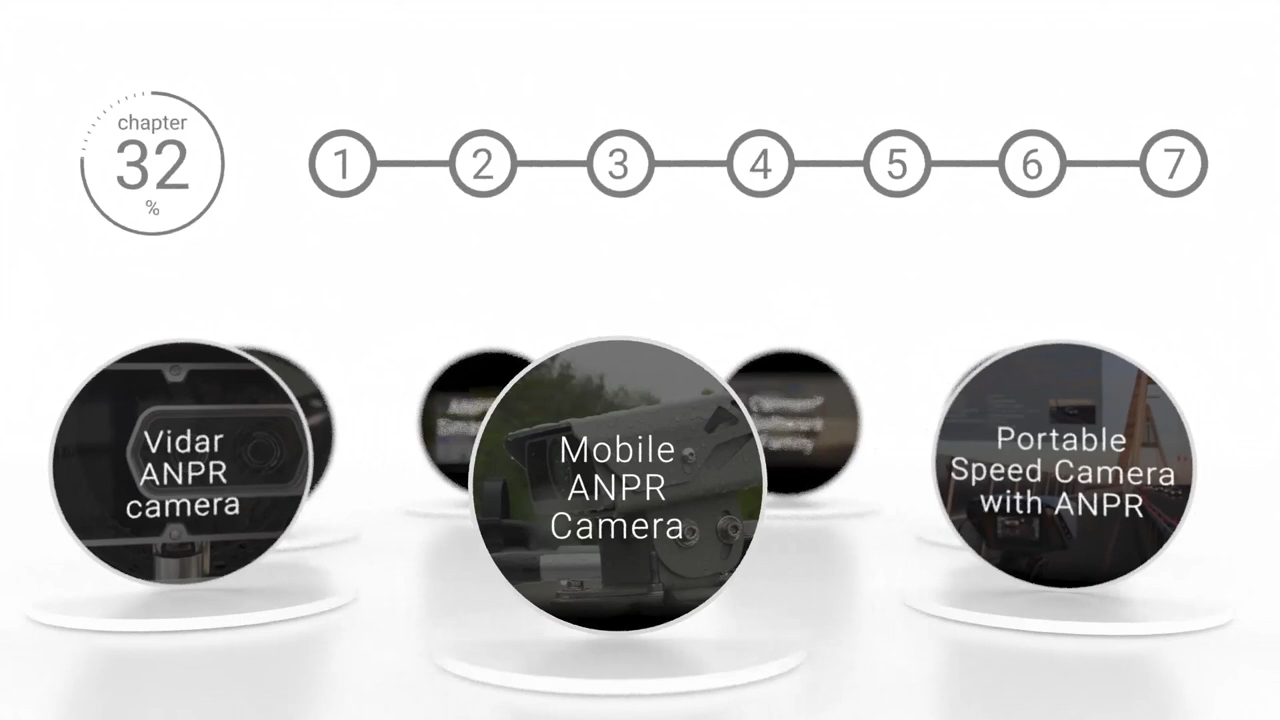 chapter
32
%
1 2 3 4 5 6 7
Vidar
ANPR
camera
Mobile
ANPR
Camera
Portable
Speed Camera
with ANPR